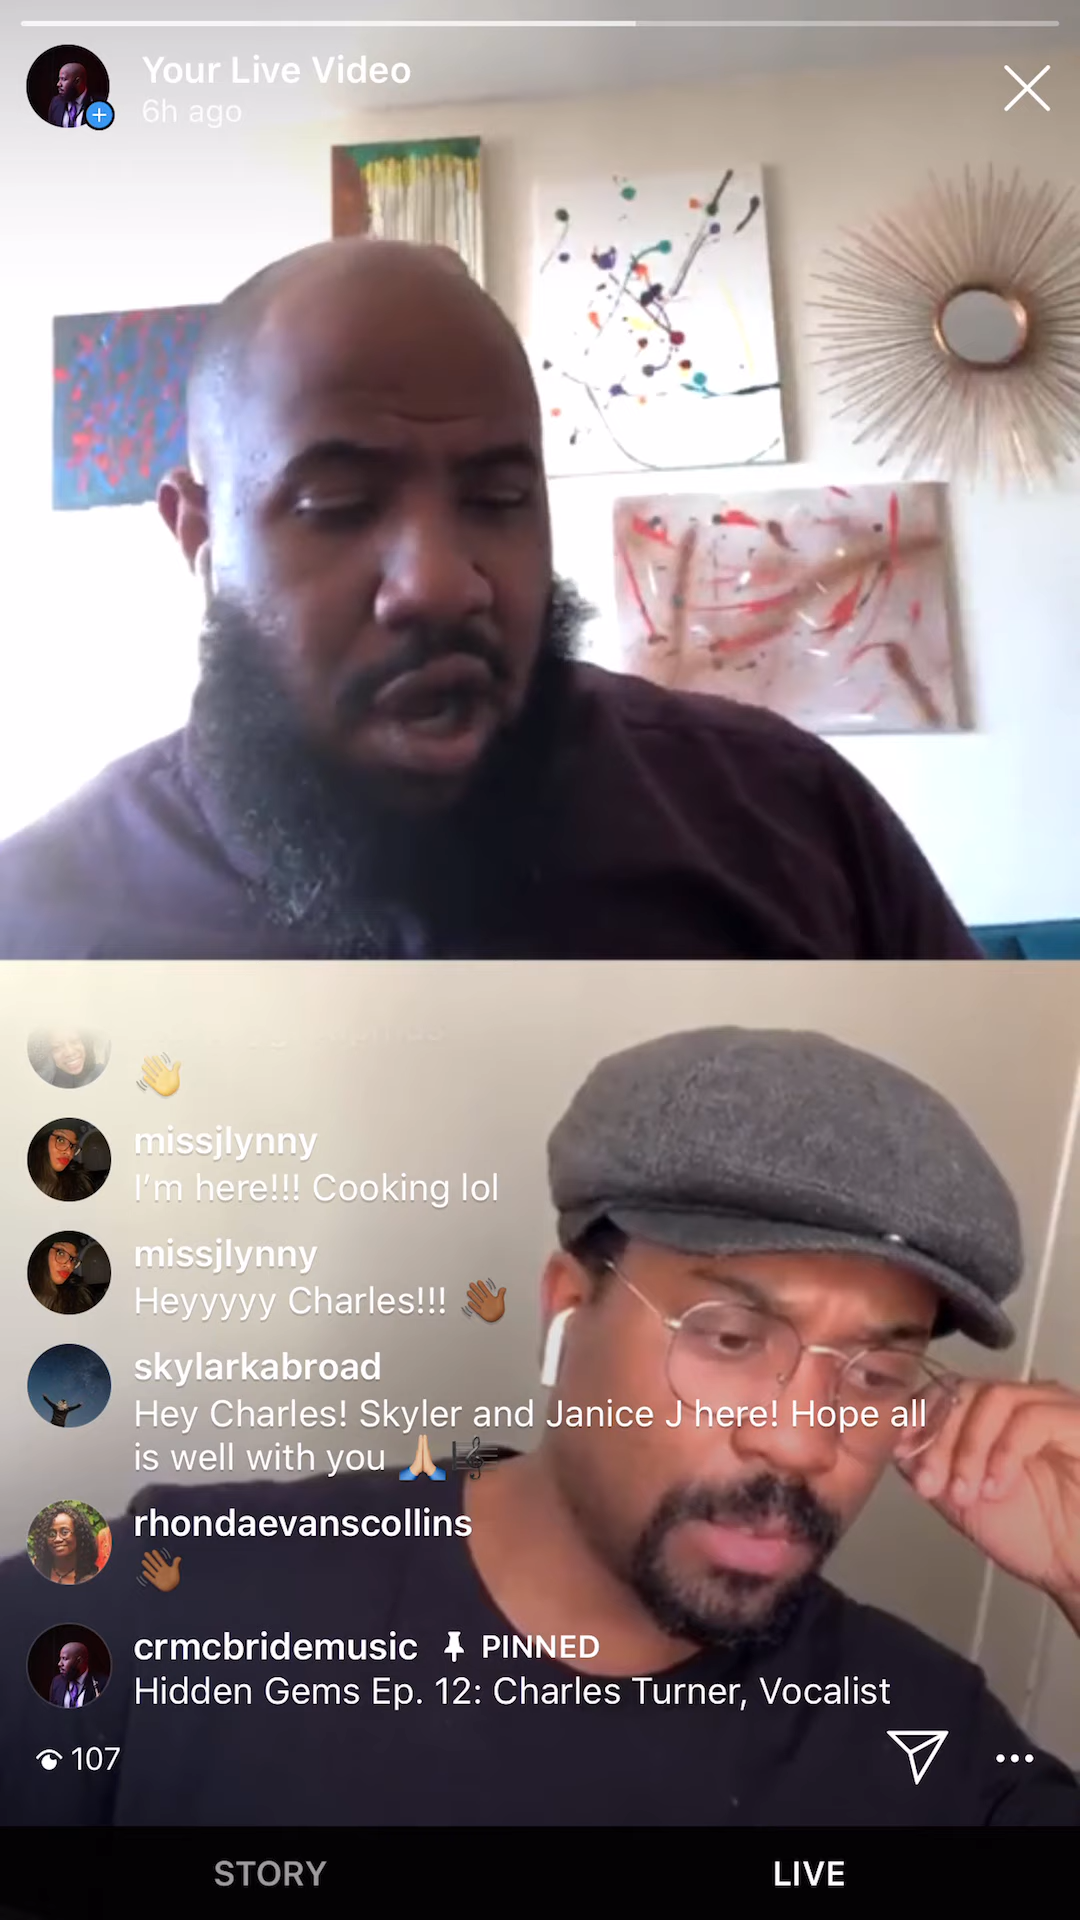 Your Live Video
6h ago
👋
missjlynny
I'm here!!! Cooking lol
missjlynny
Heyyyyy Charles!!! 👋🏾
skylarkabroad
Hey Charles! Skyler and Janice J here! Hope all
is well with you 🙏🏼🎼
rhondaevanscollins
👋🏾
crmcbridemusic PINNED
Hidden Gems Ep. 12: Charles Turner, Vocalist
107
STORY
LIVE